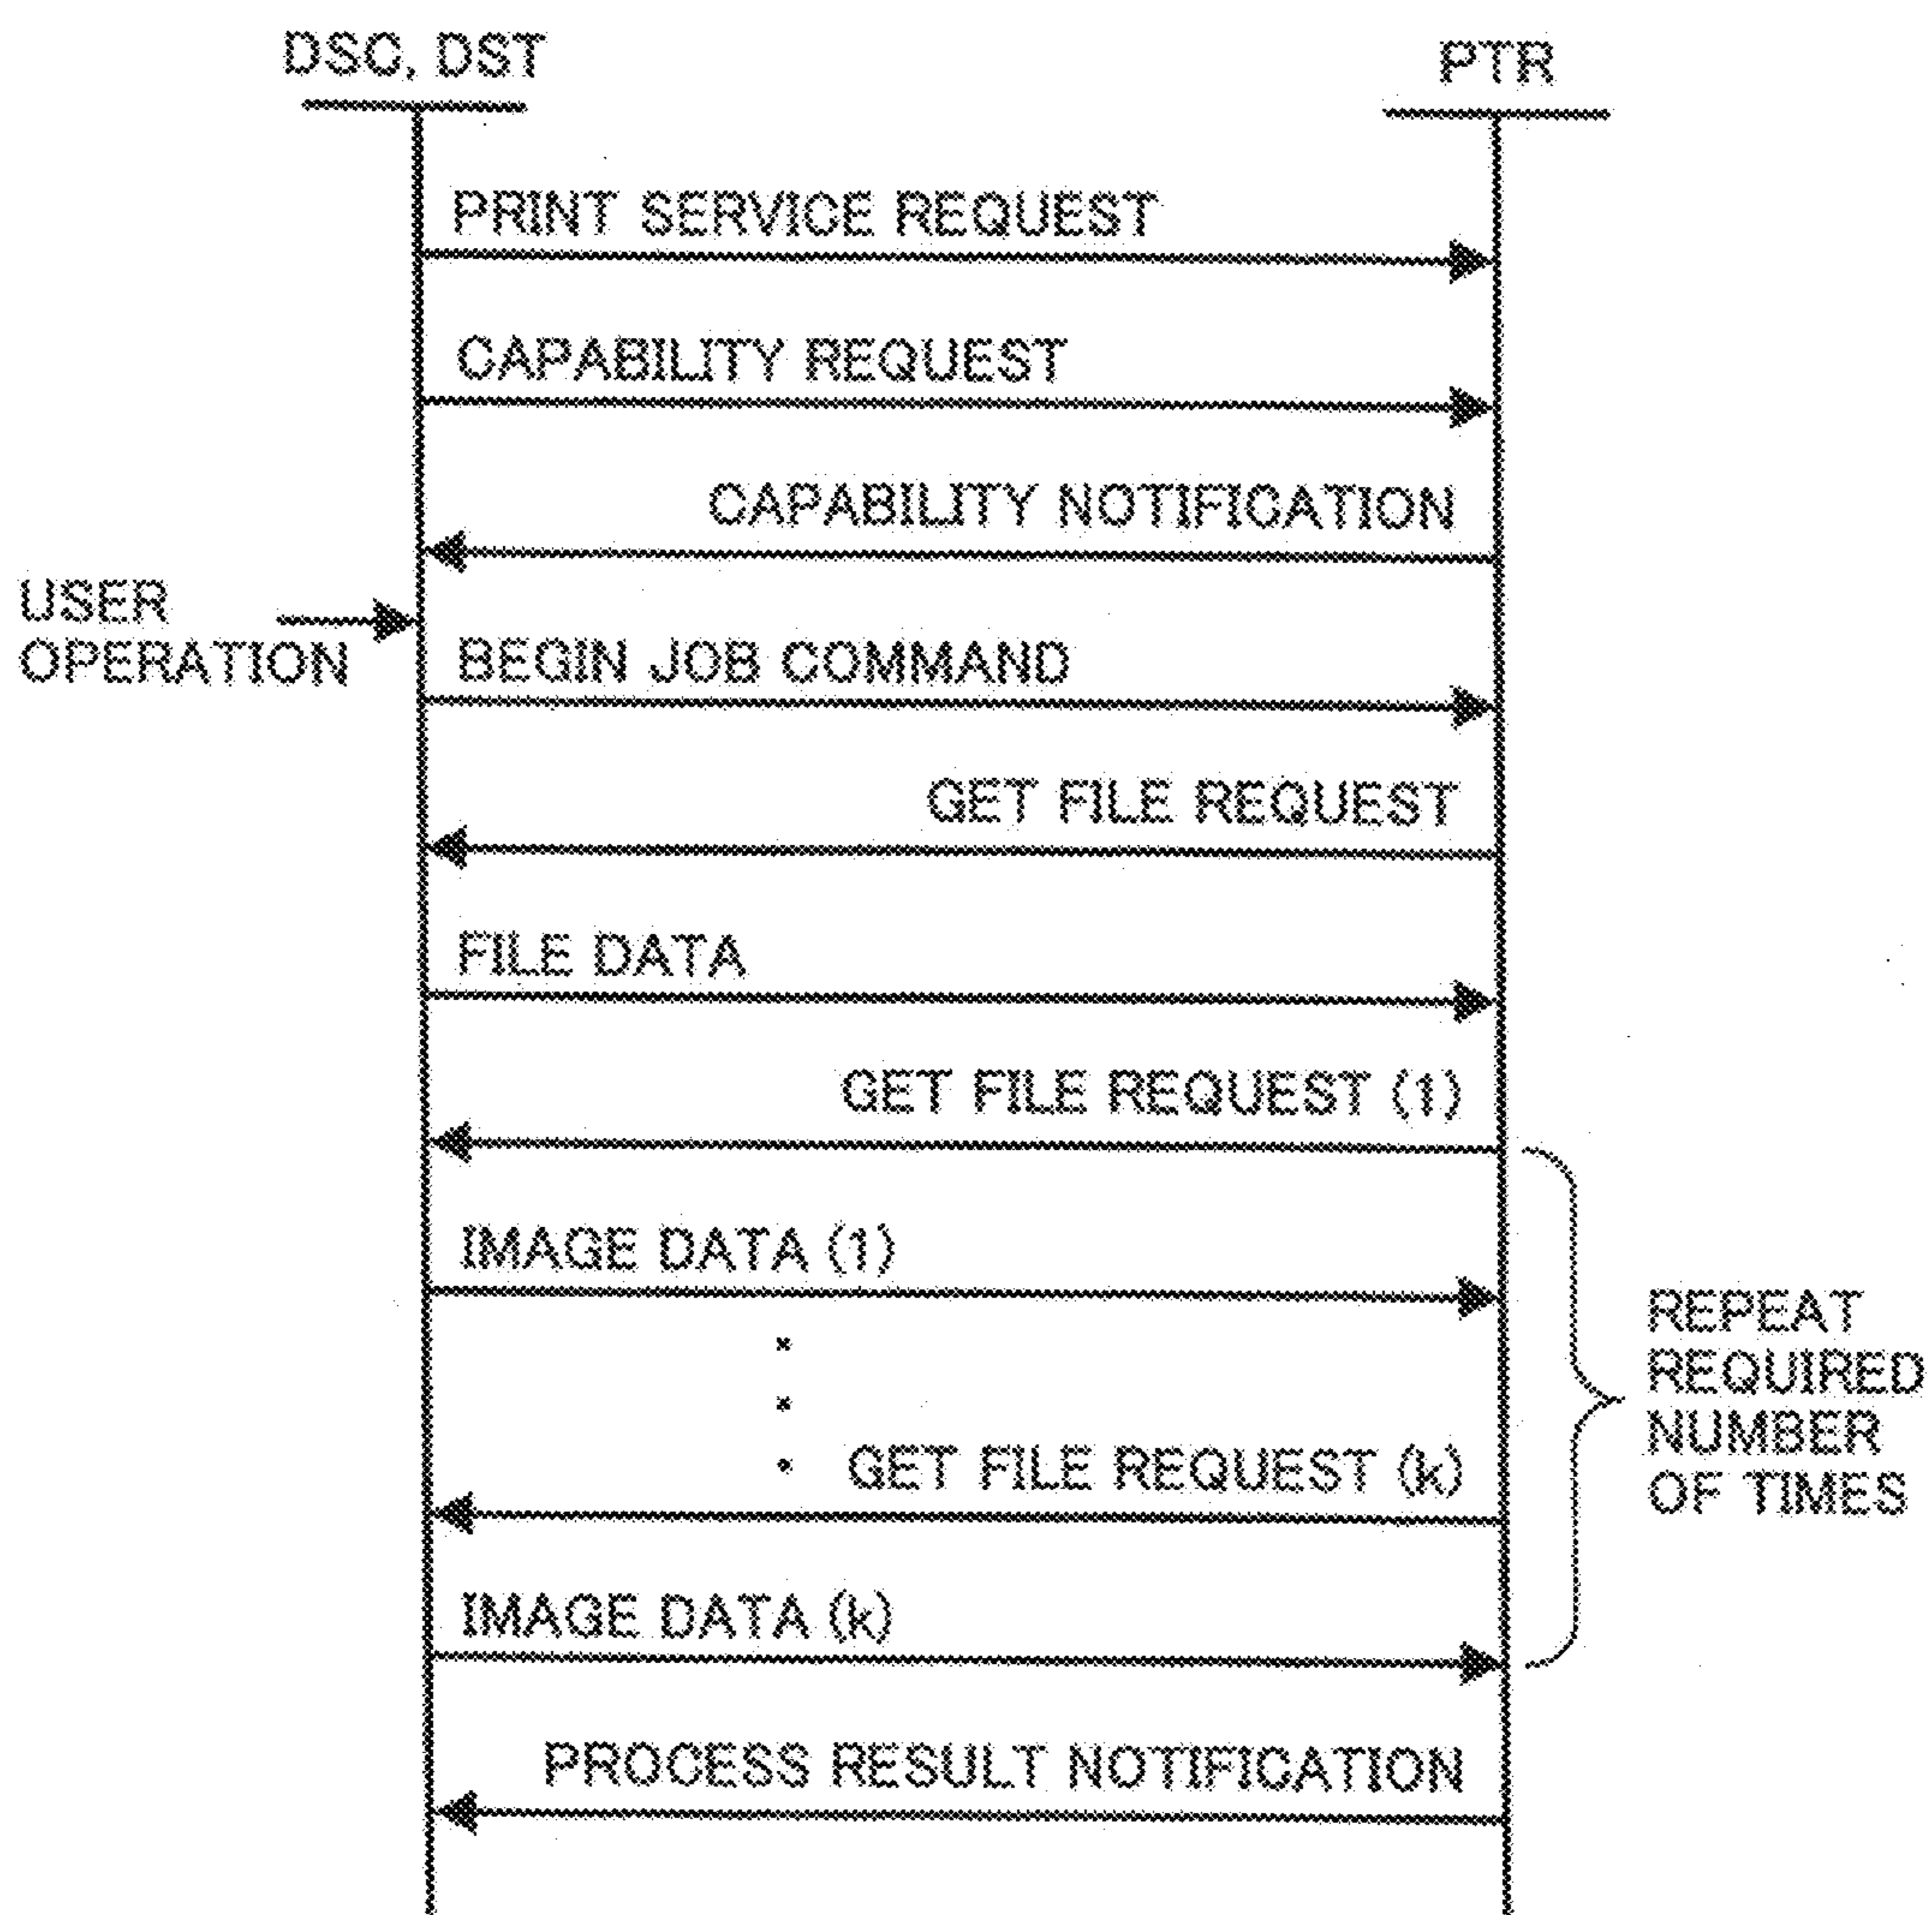 DSC, DST
PTR
PRINT SERVICE REQUEST
CAPABILITY REQUEST
CAPABILITY NOTIFICATION
USER
OPERATION
BEGIN JOB COMMAND
GET FILE REQUEST
FILE DATA
GET FILE REQUEST (1)
IMAGE DATA (1)
REPEAT
REQUIRED
NUMBER
OF TIMES
GET FILE REQUEST (k)
IMAGE DATA (k)
PROCESS RESULT NOTIFICATION